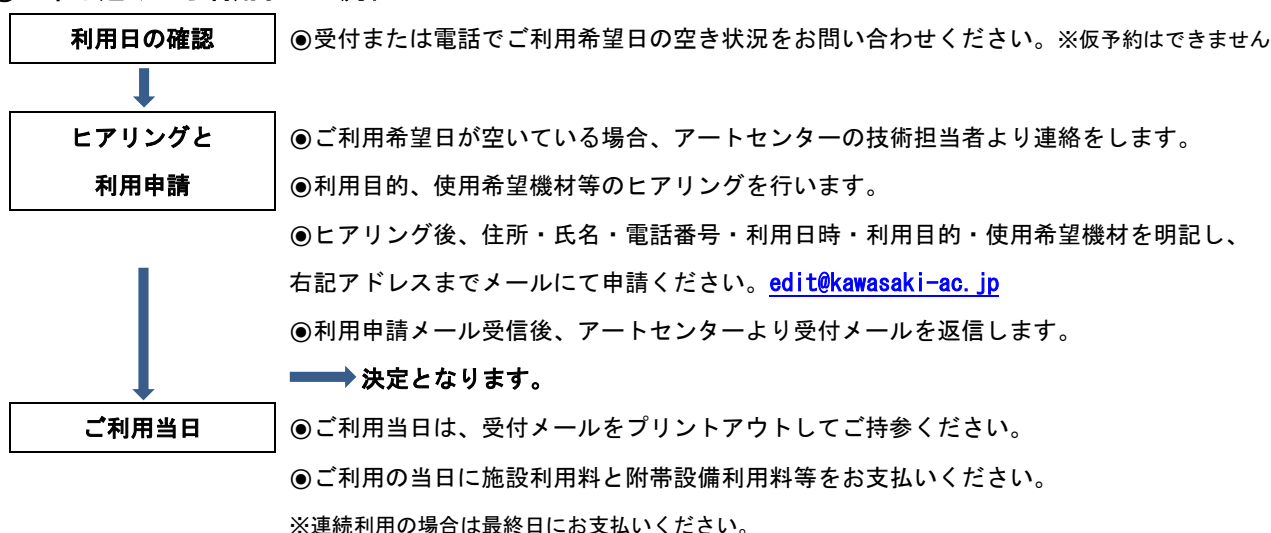 利用日の確認
◉受付または電話でご利用希望日の空き状況をお問い合わせください。※仮予約はできません
ヒアリングと
利用申請
◉ご利用希望日が空いている場合、アートセンターの技術担当者より連絡をします。
◉利用目的、使用希望機材等のヒアリングを行います。
◉ヒアリング後、住所・氏名・電話番号・利用日時・利用目的・使用希望機材を明記し、
右記アドレスまでメールにて申請ください。edit@kawasaki-ac.jp
◉利用申請メール受信後、アートセンターより受付メールを返信します。
決定となります。
ご利用当日
◉ご利用当日は、受付メールをプリントアウトしてご持参ください。
◉ご利用の当日に施設利用料と附帯設備利用料等をお支払いください。
※連続利用の場合は最終日にお支払いください。